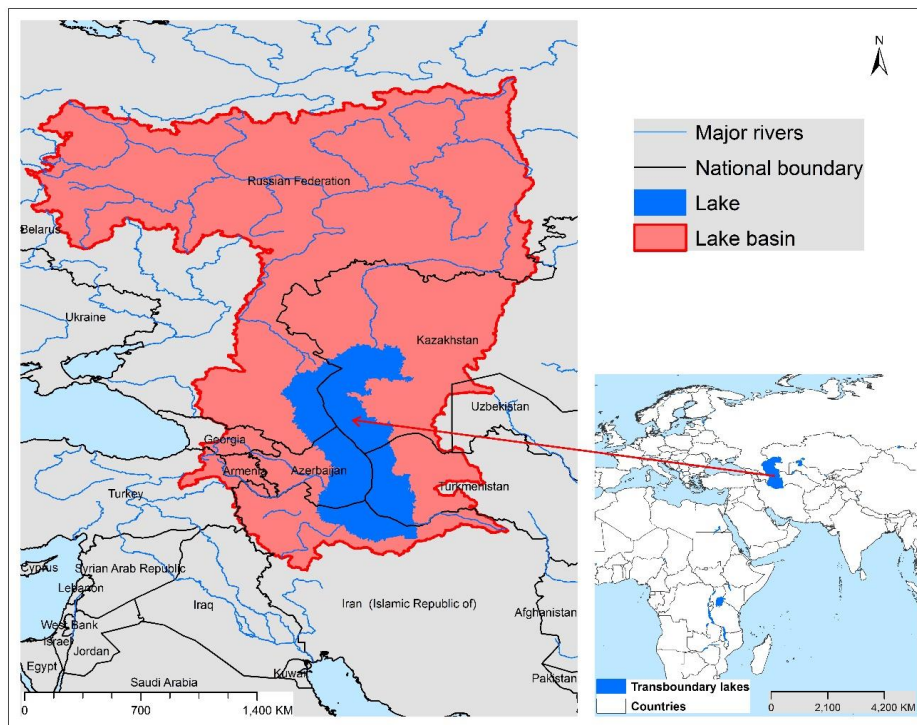 Russian Federation
Belarus
Ukraine
Kazakhstan
Uzbekistan
Georgia
Armenia
Azerbaijan
Turkmenistan
Turkey
Cyprus
Syrian Arab Republic
Lebanon
West Bank
Israel
Jordan
Iraq
Iran (Islamic Republic of)
Afghanistan
Egypt
Kuwait
Saudi Arabia
Pakistan
0 700 1,400 KM
N
Major rivers
National boundary
Lake
Lake basin
Transboundary lakes
Countries
0 2,100 4,200 KM